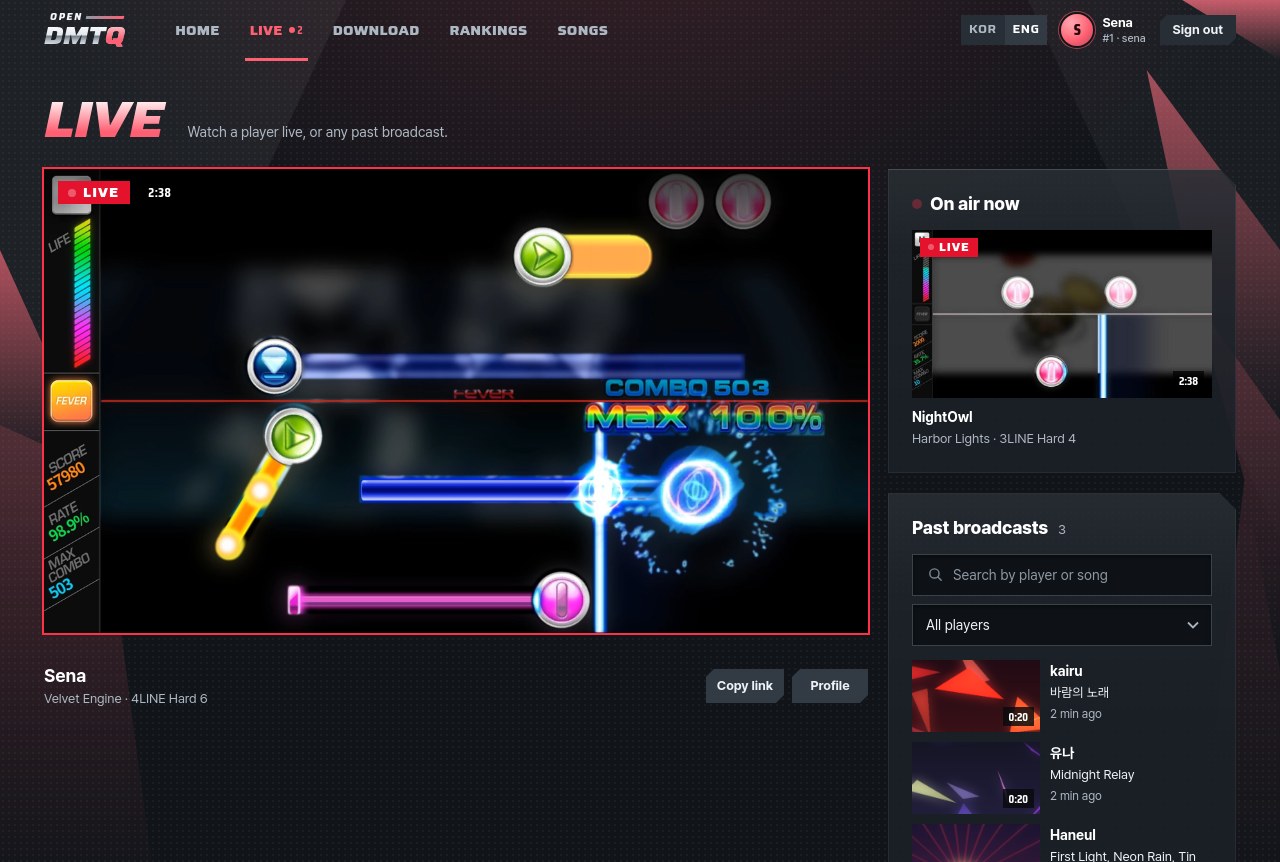 OPEN
DMTQ
HOME
LIVE 2
DOWNLOAD
RANKINGS
SONGS
KOR ENG
S
Sena
#1 · sena
Sign out
LIVE
Watch a player live, or any past broadcast.
LIVE
2:38
LIFE
FEVER
SCORE
57980
RATE
98.9%
MAX
COMBO
503
FEVER
COMBO 503
MAX 100%
Sena
Velvet Engine · 4LINE Hard 6
Copy link
Profile
On air now
LIVE
2:38
NightOwl
Harbor Lights · 3LINE Hard 4
Past broadcasts 3
Search by player or song
All players
0:20
kairu
바람의 노래
2 min ago
0:20
유나
Midnight Relay
2 min ago
Haneul
First Light, Neon Rain, Tin